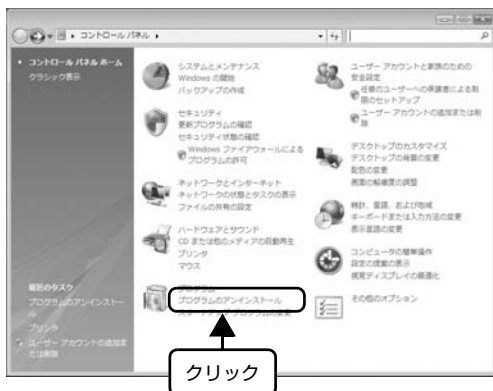 コントロール パネル
コントロール パネル ホーム
クラシック表示
システムとメンテナンス
Windows の開始
バックアップの作成
セキュリティ
更新プログラムの確認
セキュリティ状態の確認
Windows ファイアウォールによる
プログラムの許可
ネットワークとインターネット
ネットワークの状態とタスクの表示
ファイルの共有の設定
ハードウェアとサウンド
CD または他のメディアの自動再生
プリンタ
マウス
プログラム
プログラムのアンインストール
ユーザー アカウントと家族のための
安全設定
任意のユーザーへの保護者による制
限のセットアップ
ユーザー アカウントの追加または削
除
デスクトップのカスタマイズ
デスクトップの背景の変更
配色の変更
画面の解像度の調整
時計、言語、および地域
キーボードまたは入力方法の変更
表示言語の変更
コンピュータの簡単操作
設定の提案の表示
視覚ディスプレイの最適化
その他のオプション
最近のタスク
プログラムのアンインストー
ル
プリンタ
ユーザー アカウントの追加ま
たは削除
クリック